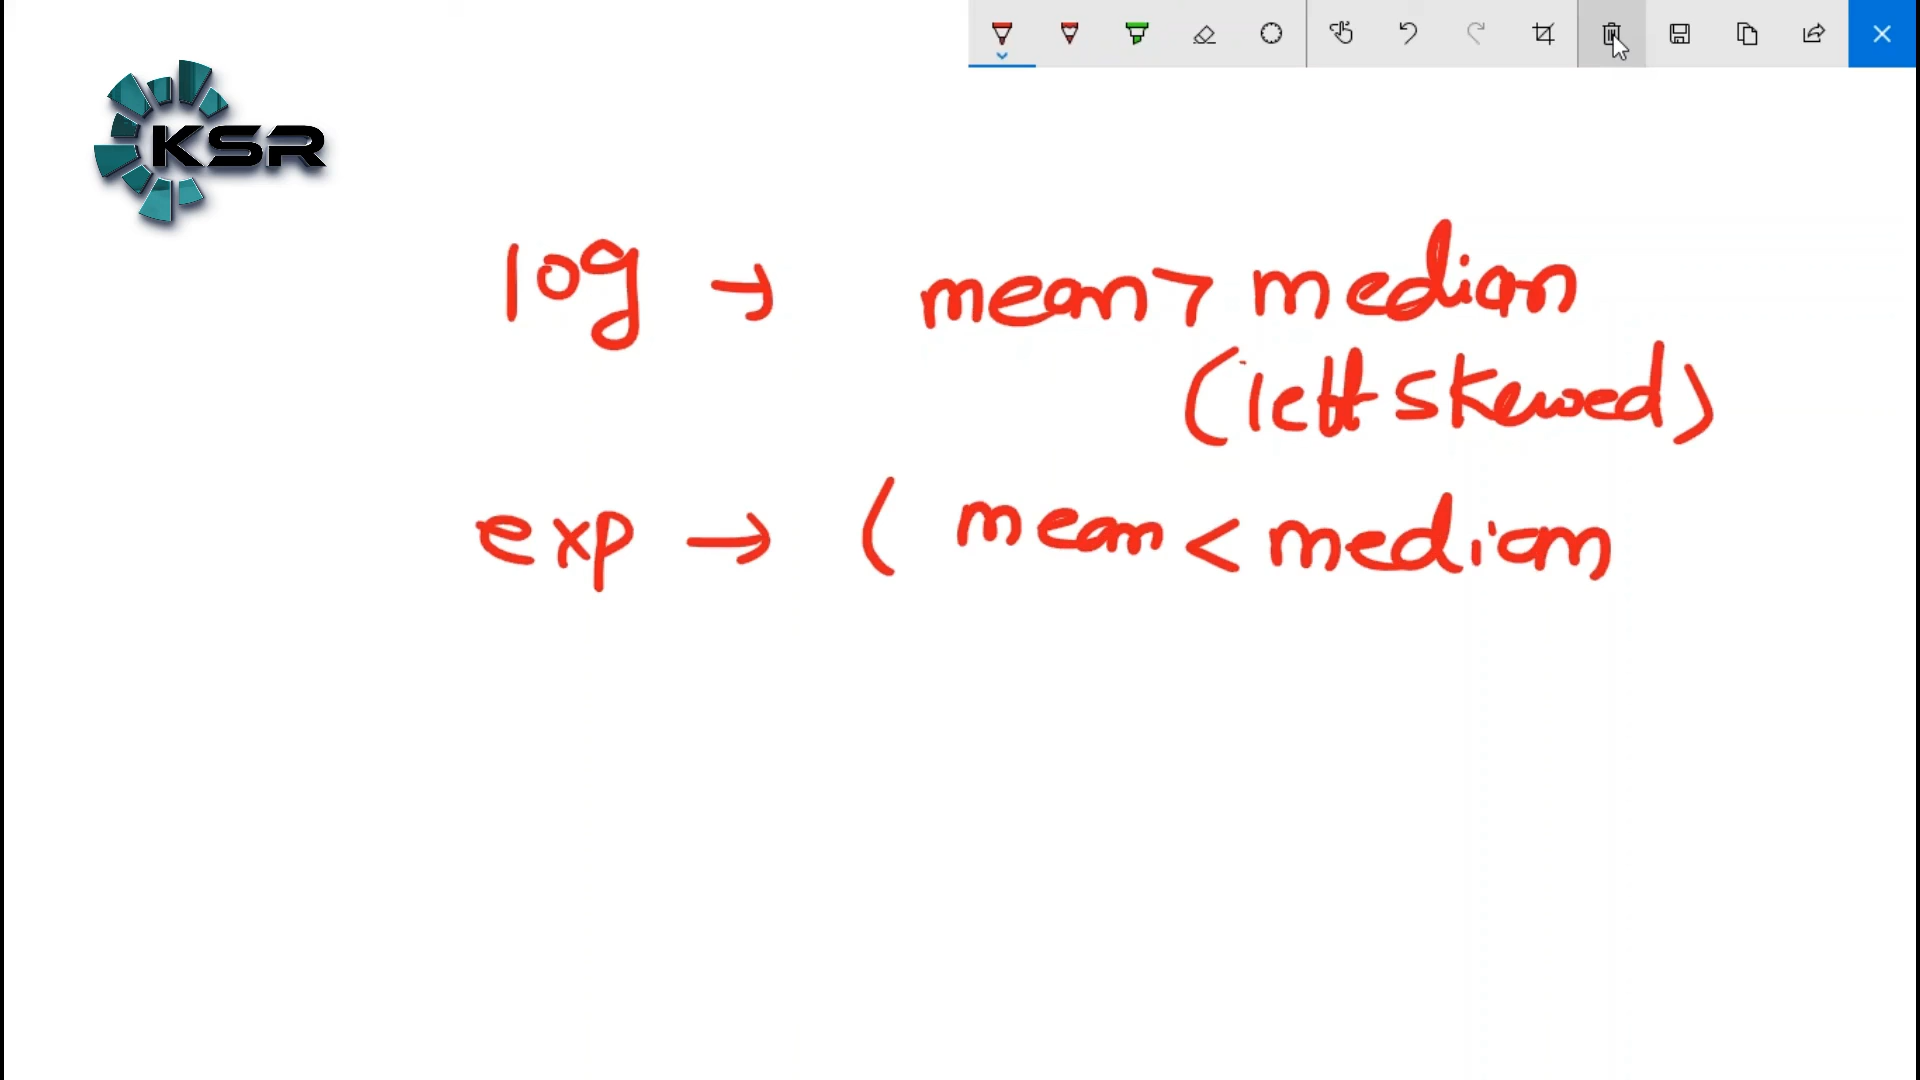 KSR
log → mean > median
(left skewed)
exp → ( mean < median